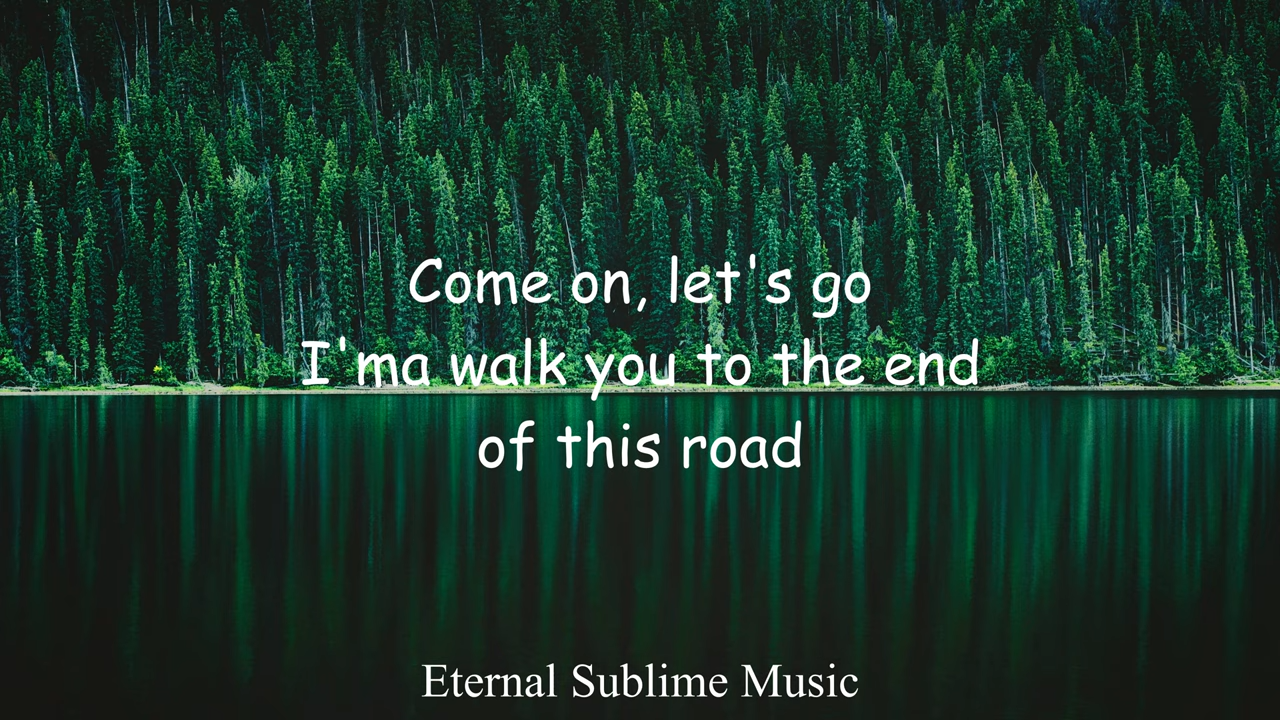 Come on, let's go
I'ma walk you to the end
of this road
Eternal Sublime Music